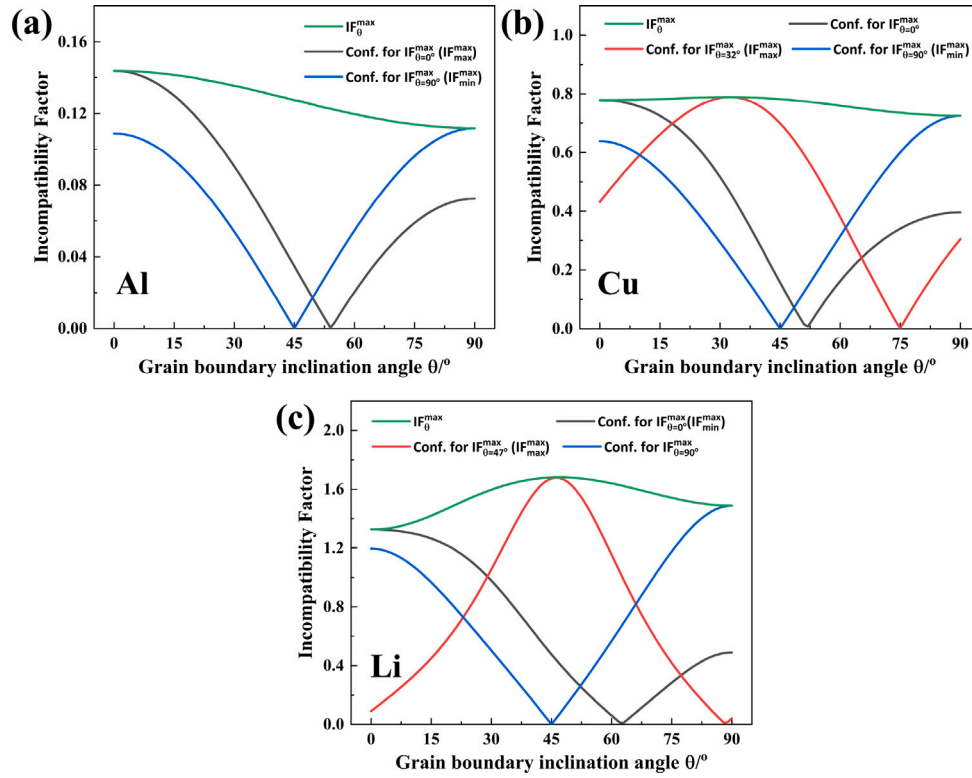 (a)
IF_θ^max
Conf. for IF_θ=0°^max (IF_max^max)
Conf. for IF_θ=90°^max (IF_min^max)
0.16
0.12
0.08
0.04
0.00
Incompatibility Factor
Al
0 15 30 45 60 75 90
Grain boundary inclination angle θ/º
(b)
IF_θ^max
Conf. for IF_θ=0°^max
Conf. for IF_θ=32°^max (IF_max^max)
Conf. for IF_θ=90°^max (IF_min^max)
1.0
0.8
0.6
0.4
0.2
0.0
Incompatibility Factor
Cu
0 15 30 45 60 75 90
Grain boundary inclination angle θ/º
(c)
IF_θ^max
Conf. for IF_θ=0°^max(IF_min^max)
Conf. for IF_θ=47°^max (IF_max^max)
Conf. for IF_θ=90°^max
2.0
1.6
1.2
0.8
0.4
0.0
Incompatibility Factor
Li
0 15 30 45 60 75 90
Grain boundary inclination angle θ/º